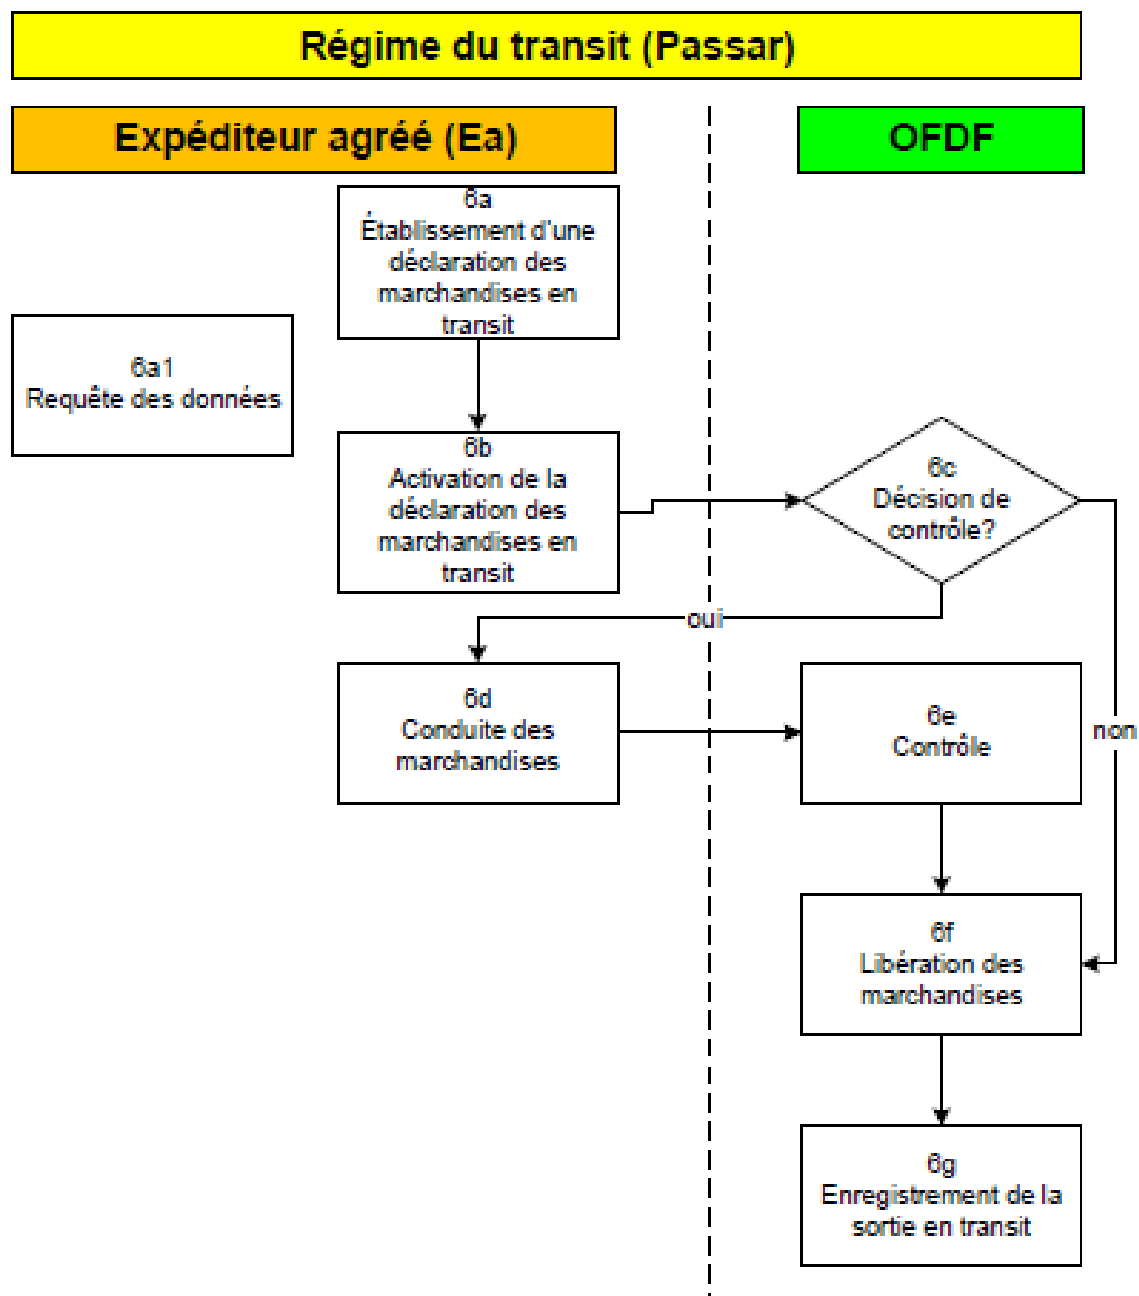 Régime du transit (Passar)
Expéditeur agréé (Ea)
OFDF
6a
Établissement d'une
déclaration des
marchandises en
transit
6a1
Requête des données
6b
Activation de la
déclaration des
marchandises en
transit
6c
Décision de
contrôle?
oui
6d
Conduite des
marchandises
6e
Contrôle
non
6f
Libération des
marchandises
6g
Enregistrement de la
sortie en transit